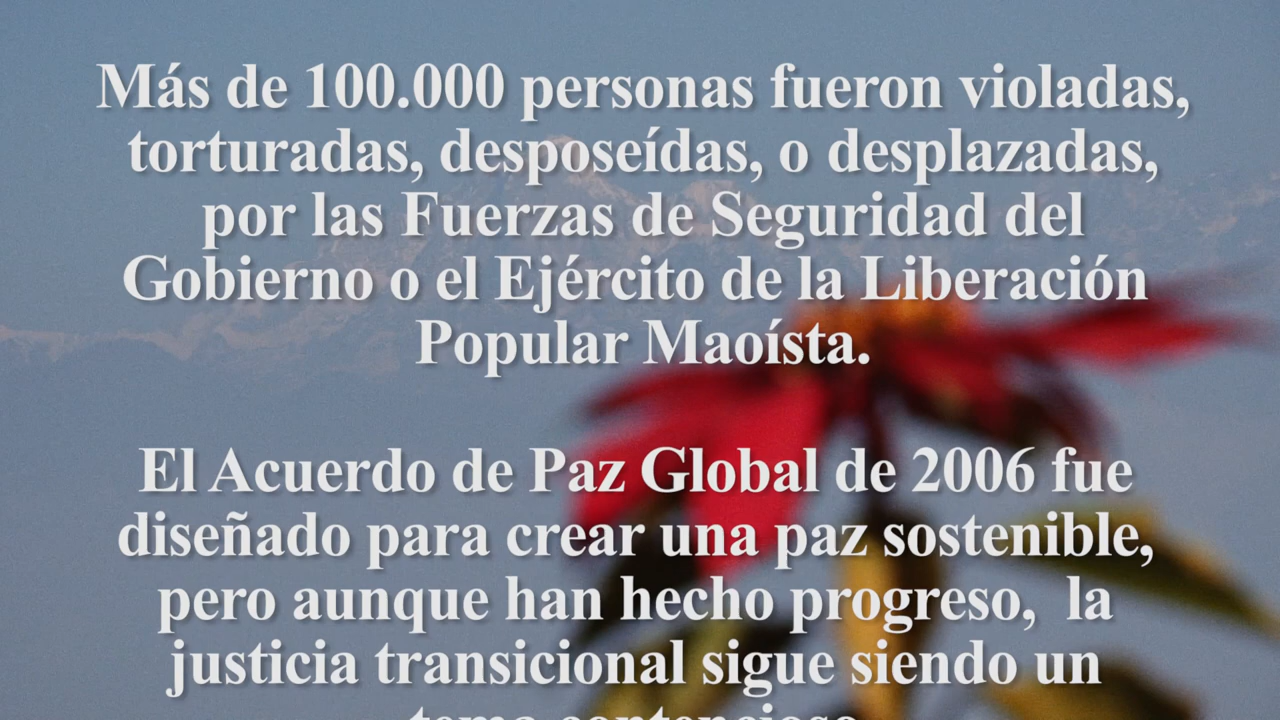 Más de 100.000 personas fueron violadas,
torturadas, desposeídas, o desplazadas,
por las Fuerzas de Seguridad del
Gobierno o el Ejército de la Liberación
Popular Maoísta.
El Acuerdo de Paz Global de 2006 fue
diseñado para crear una paz sostenible,
pero aunque han hecho progreso,  la
justicia transicional sigue siendo un
tema contencioso